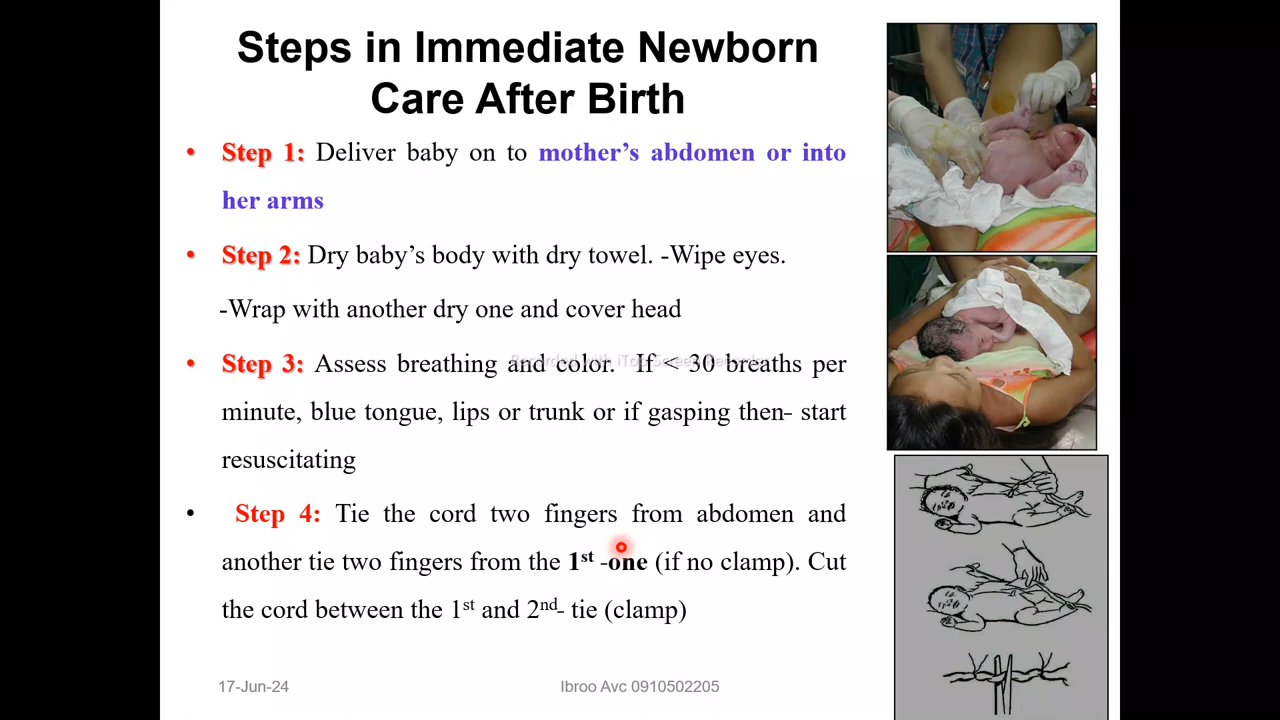 Steps in Immediate Newborn
Care After Birth
• Step 1: Deliver baby on to mother’s abdomen or into
her arms
• Step 2: Dry baby’s body with dry towel. -Wipe eyes.
-Wrap with another dry one and cover head
• Step 3: Assess breathing and color. If < 30 breaths per
Recorded with iTop Screen Recorder
minute, blue tongue, lips or trunk or if gasping then- start
resuscitating
• Step 4: Tie the cord two fingers from abdomen and
another tie two fingers from the 1st -one (if no clamp). Cut
the cord between the 1st and 2nd- tie (clamp)
17-Jun-24
Ibroo Avc 0910502205